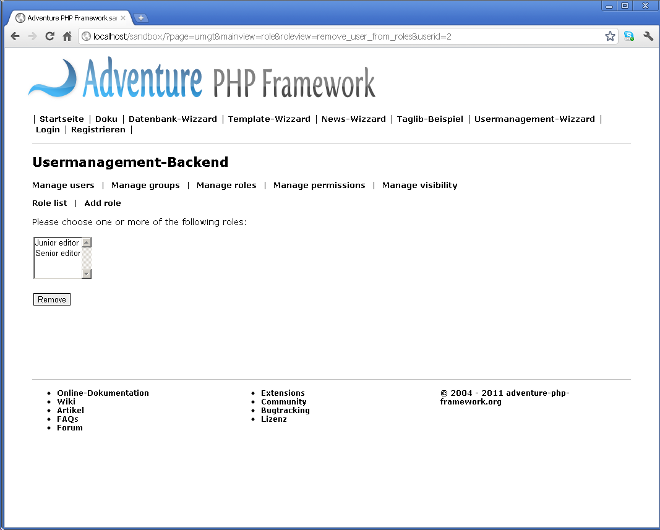 Adventure PHP Framework sa
localhost/sandbox/?page=umgt&mainview=role&roleview=remove_user_from_roles&userid=2
Adventure PHP Framework
| Startseite | Doku | Datenbank-Wizzard | Template-Wizzard | News-Wizzard | Taglib-Beispiel | Usermanagement-Wizzard |
Login | Registrieren |
Usermanagement-Backend
Manage users | Manage groups | Manage roles | Manage permissions | Manage visibility
Role list | Add role
Please choose one or more of the following roles:
Junior editor
Senior editor
Remove
• Online-Dokumentation
• Wiki
• Artikel
• FAQs
• Forum
• Extensions
• Community
• Bugtracking
• Lizenz
© 2004 - 2011 adventure-php-
framework.org